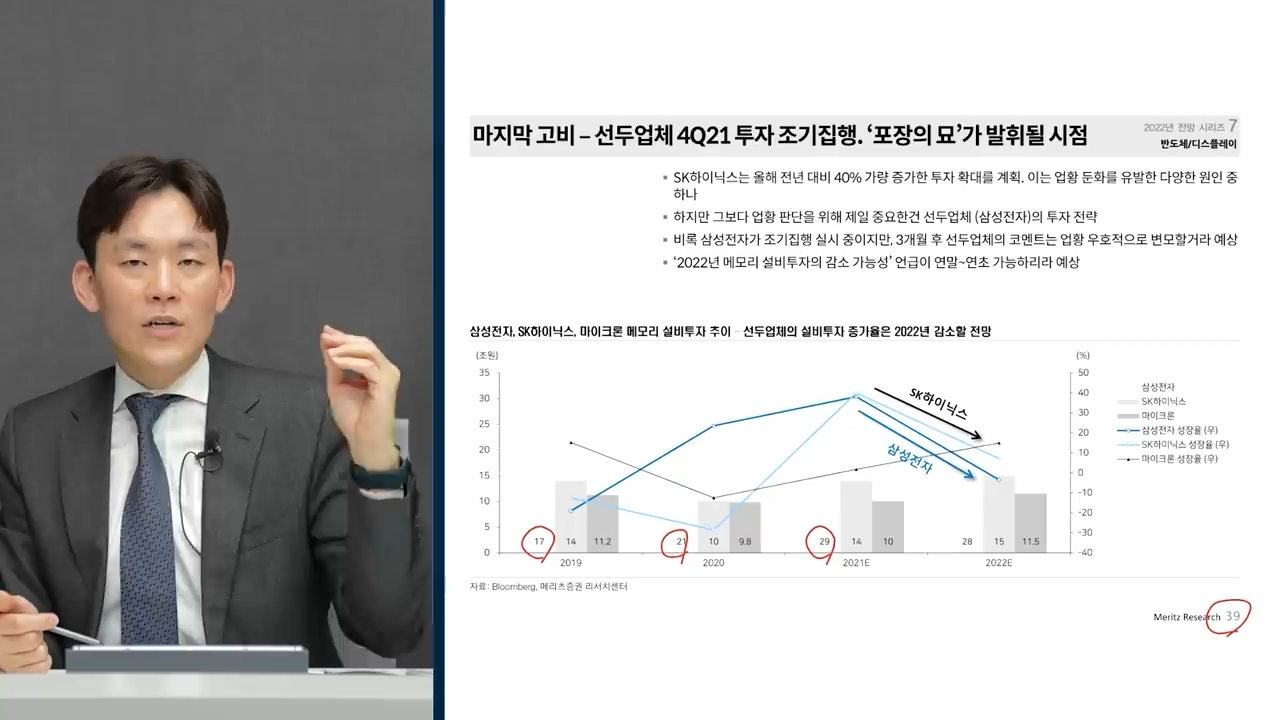 마지막 고비 – 선두업체 4Q21 투자 조기집행. ‘포장의 묘’가 발휘될 시점
2022년 전망 시리즈 7
반도체/디스플레이
▪ SK하이닉스는 올해 전년 대비 40% 가량 증가한 투자 확대를 계획. 이는 업황 둔화를 유발한 다양한 원인 중
하나
▪ 하지만 그보다 업황 판단을 위해 제일 중요한건 선두업체 (삼성전자)의 투자 전략
▪ 비록 삼성전자가 조기집행 실시 중이지만, 3개월 후 선두업체의 코멘트는 업황 우호적으로 변모할거라 예상
▪ ‘2022년 메모리 설비투자의 감소 가능성’ 언급이 연말~연초 가능하리라 예상
삼성전자, SK하이닉스, 마이크론 메모리 설비투자 추이 – 선두업체의 설비투자 증가율은 2022년 감소할 전망
(조원)
35
30
25
20
15
10
5
0
17 14 11.2
21 10 9.8
29 14 10
28 15 11.5
2019 2020 2021E 2022E
SK하이닉스
삼성전자
(%)
50
40
30
20
10
0
-10
-20
-30
-40
삼성전자
SK하이닉스
마이크론
삼성전자 성장율 (우)
SK하이닉스 성장율 (우)
마이크론 성장율 (우)
자료: Bloomberg, 메리츠증권 리서치센터
Meritz Research 39